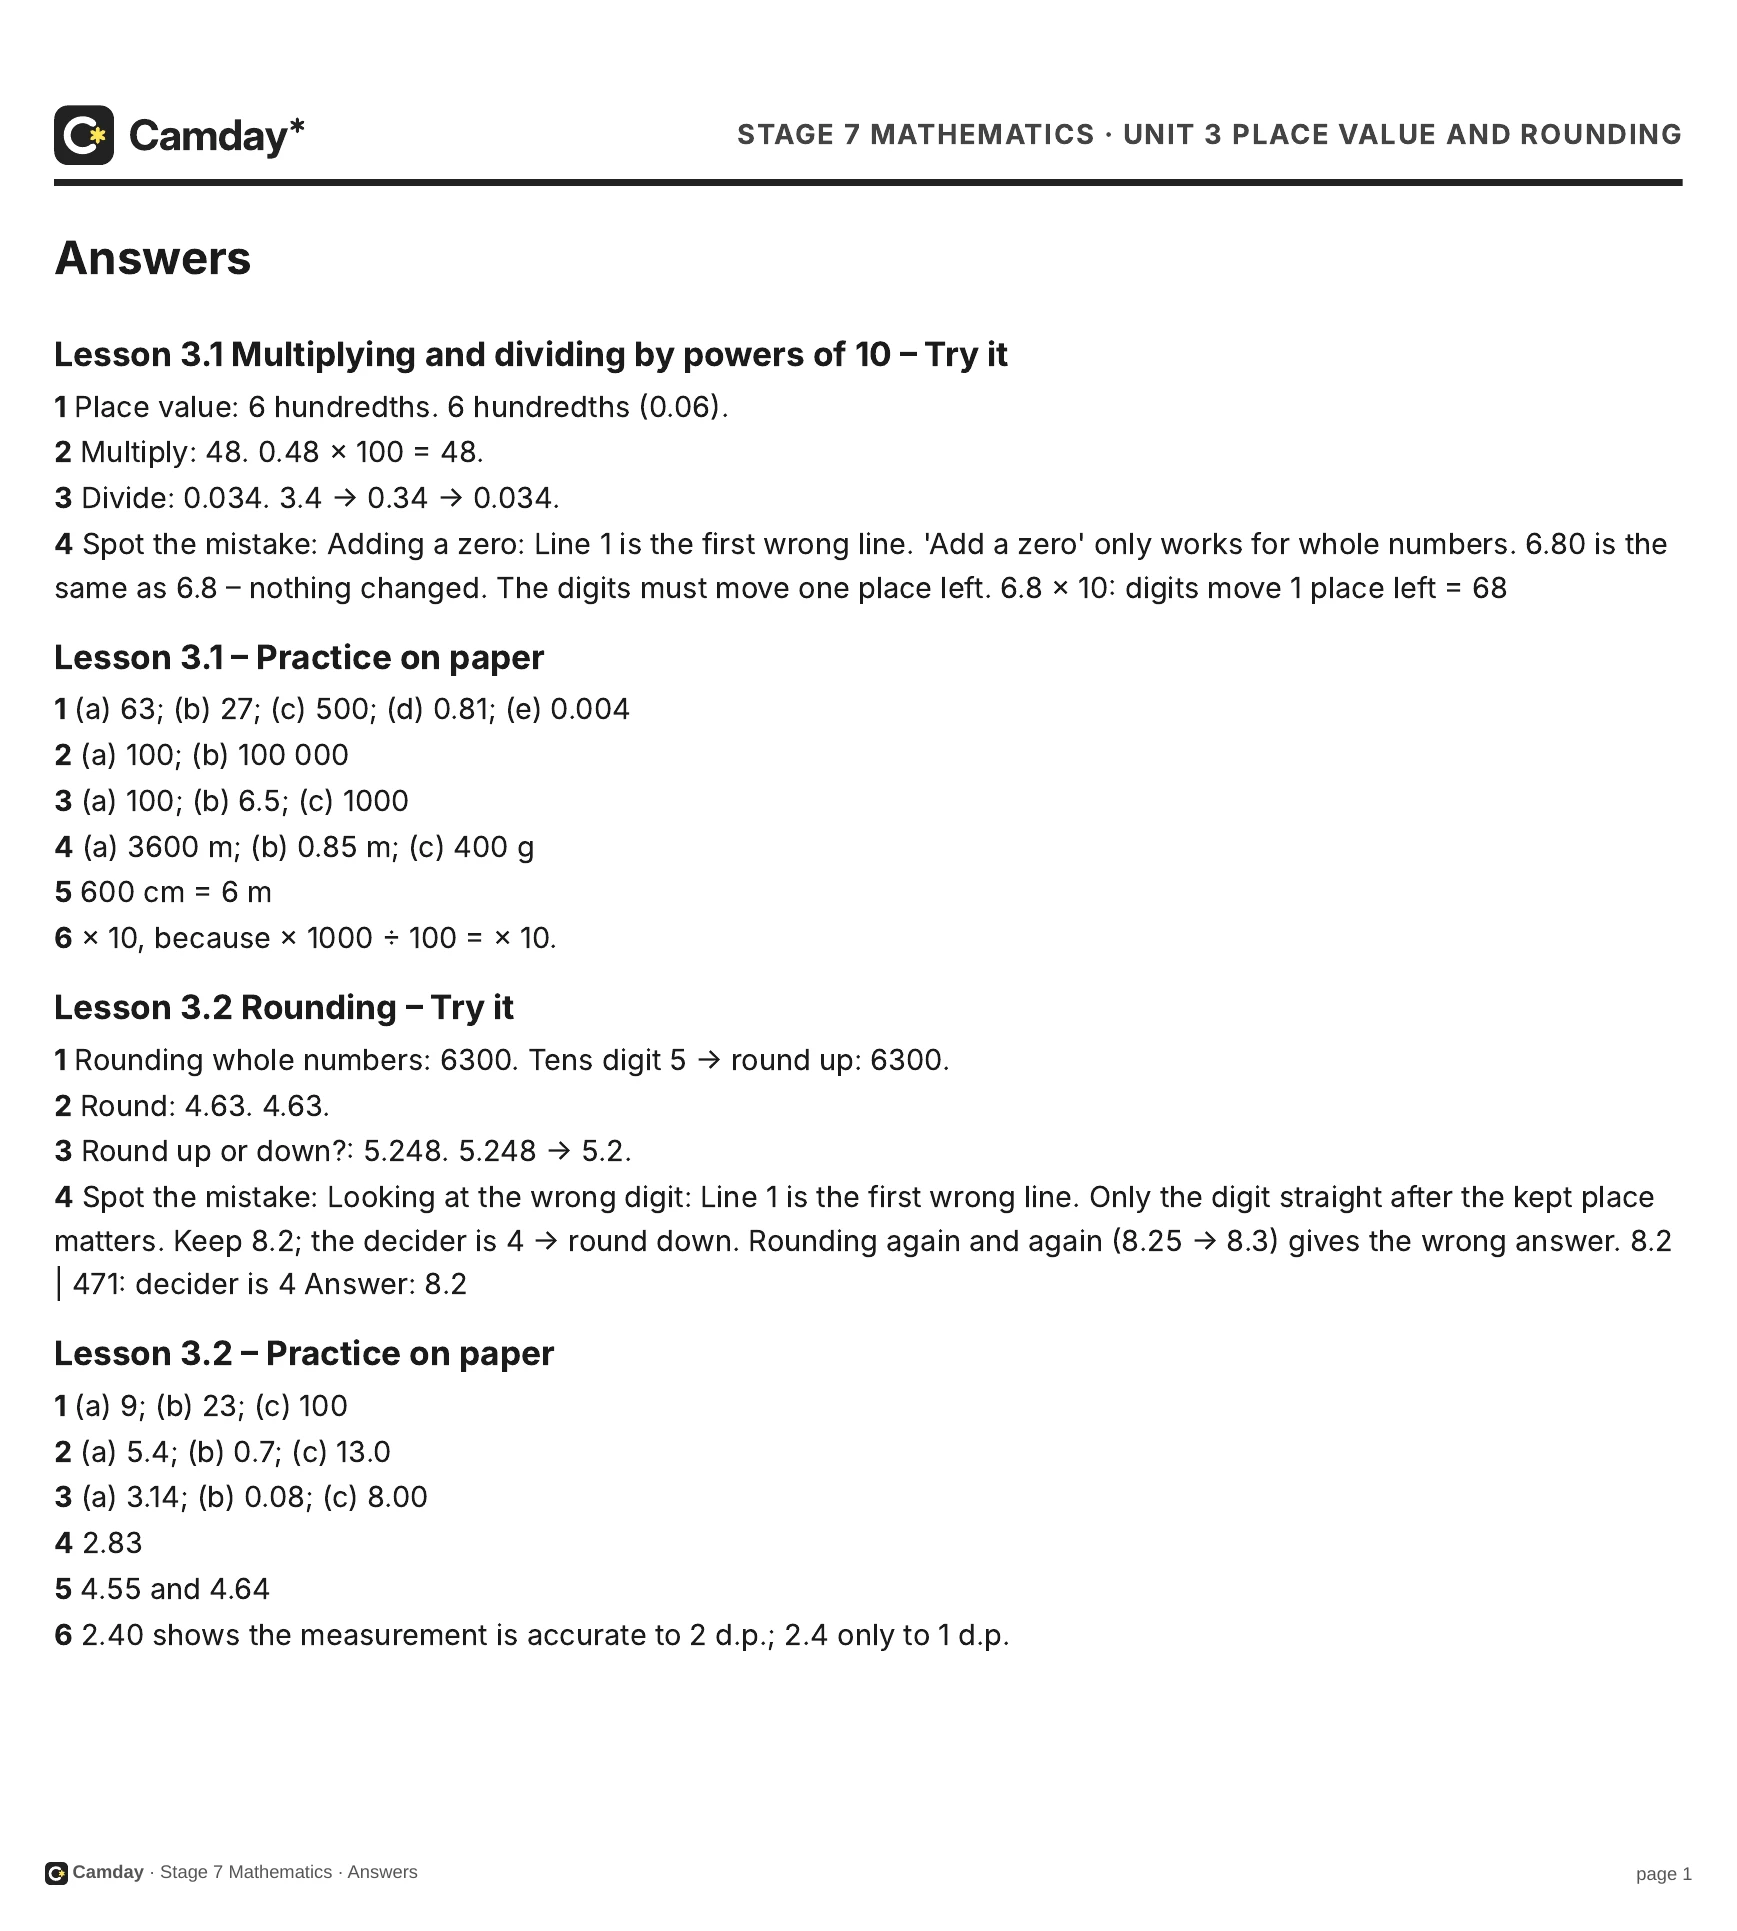 Camday*
STAGE 7 MATHEMATICS · UNIT 3 PLACE VALUE AND ROUNDING
Answers
Lesson 3.1 Multiplying and dividing by powers of 10 – Try it
1 Place value: 6 hundredths. 6 hundredths (0.06).
2 Multiply: 48. 0.48 × 100 = 48.
3 Divide: 0.034. 3.4 → 0.34 → 0.034.
4 Spot the mistake: Adding a zero: Line 1 is the first wrong line. 'Add a zero' only works for whole numbers. 6.80 is the
same as 6.8 – nothing changed. The digits must move one place left. 6.8 × 10: digits move 1 place left = 68
Lesson 3.1 – Practice on paper
1 (a) 63; (b) 27; (c) 500; (d) 0.81; (e) 0.004
2 (a) 100; (b) 100 000
3 (a) 100; (b) 6.5; (c) 1000
4 (a) 3600 m; (b) 0.85 m; (c) 400 g
5 600 cm = 6 m
6 × 10, because × 1000 ÷ 100 = × 10.
Lesson 3.2 Rounding – Try it
1 Rounding whole numbers: 6300. Tens digit 5 → round up: 6300.
2 Round: 4.63. 4.63.
3 Round up or down?: 5.248. 5.248 → 5.2.
4 Spot the mistake: Looking at the wrong digit: Line 1 is the first wrong line. Only the digit straight after the kept place
matters. Keep 8.2; the decider is 4 → round down. Rounding again and again (8.25 → 8.3) gives the wrong answer. 8.2
| 471: decider is 4 Answer: 8.2
Lesson 3.2 – Practice on paper
1 (a) 9; (b) 23; (c) 100
2 (a) 5.4; (b) 0.7; (c) 13.0
3 (a) 3.14; (b) 0.08; (c) 8.00
4 2.83
5 4.55 and 4.64
6 2.40 shows the measurement is accurate to 2 d.p.; 2.4 only to 1 d.p.
Camday · Stage 7 Mathematics · Answers
page 1